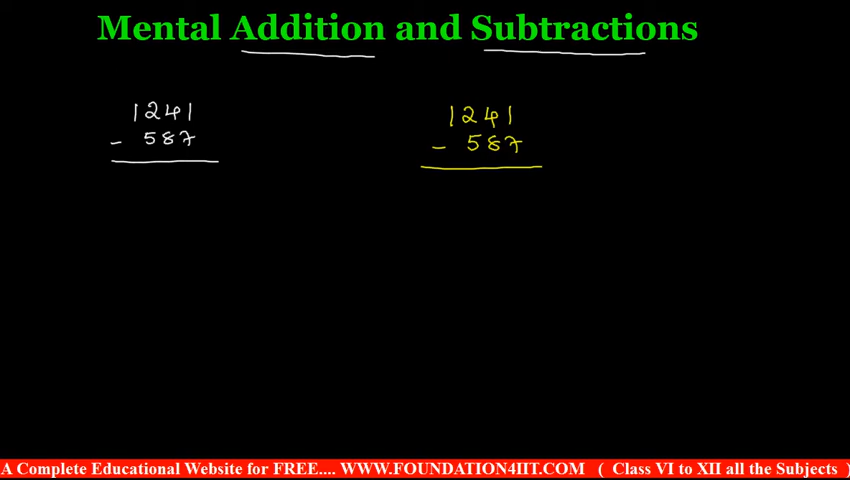 Mental Addition and Subtractions
1241
- 587
1241
- 587
A Complete Educational Website for FREE.... WWW.FOUNDATION4IIT.COM ( Class VI to XII all the Subjects )